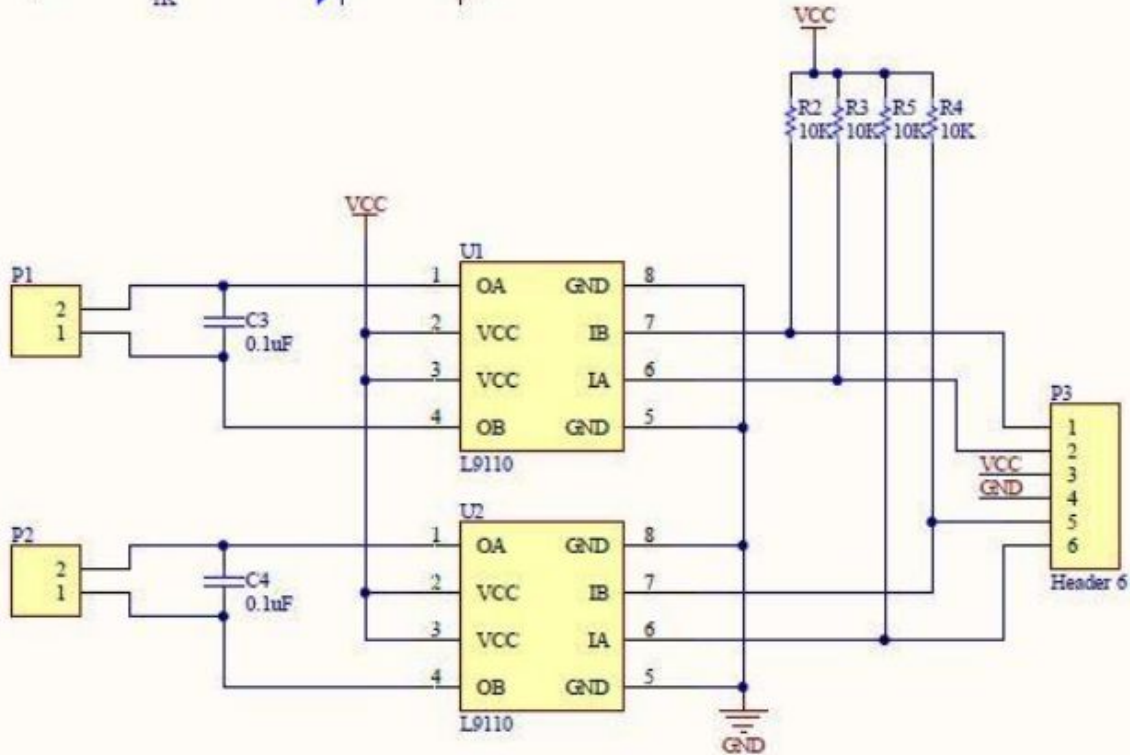 1K
VCC
R2 R3 R5 R4
10K 10K 10K 10K
VCC
P1
2
1
C3
0.1uF
U1
1 OA GND 8
2 VCC IB 7
3 VCC IA 6
4 OB GND 5
L9110
P3
1
2
VCC 3
GND 4
5
6
Header 6
P2
2
1
C4
0.1uF
U2
1 OA GND 8
2 VCC IB 7
3 VCC IA 6
4 OB GND 5
L9110
GND